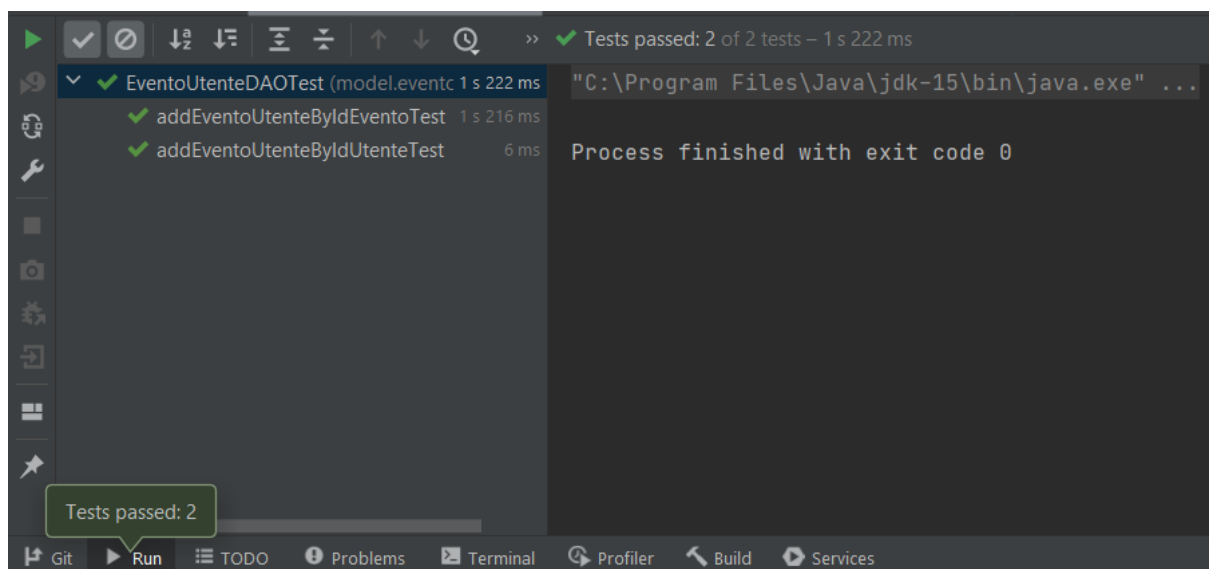 Tests passed: 2 of 2 tests – 1 s 222 ms
EventoUtenteDAOTest (model.eventc 1 s 222 ms
addEventoUtenteByIdEventoTest 1 s 216 ms
addEventoUtenteByIdUtenteTest 6 ms
"C:\Program Files\Java\jdk-15\bin\java.exe" ...
Process finished with exit code 0
Tests passed: 2
Git Run TODO Problems Terminal Profiler Build Services